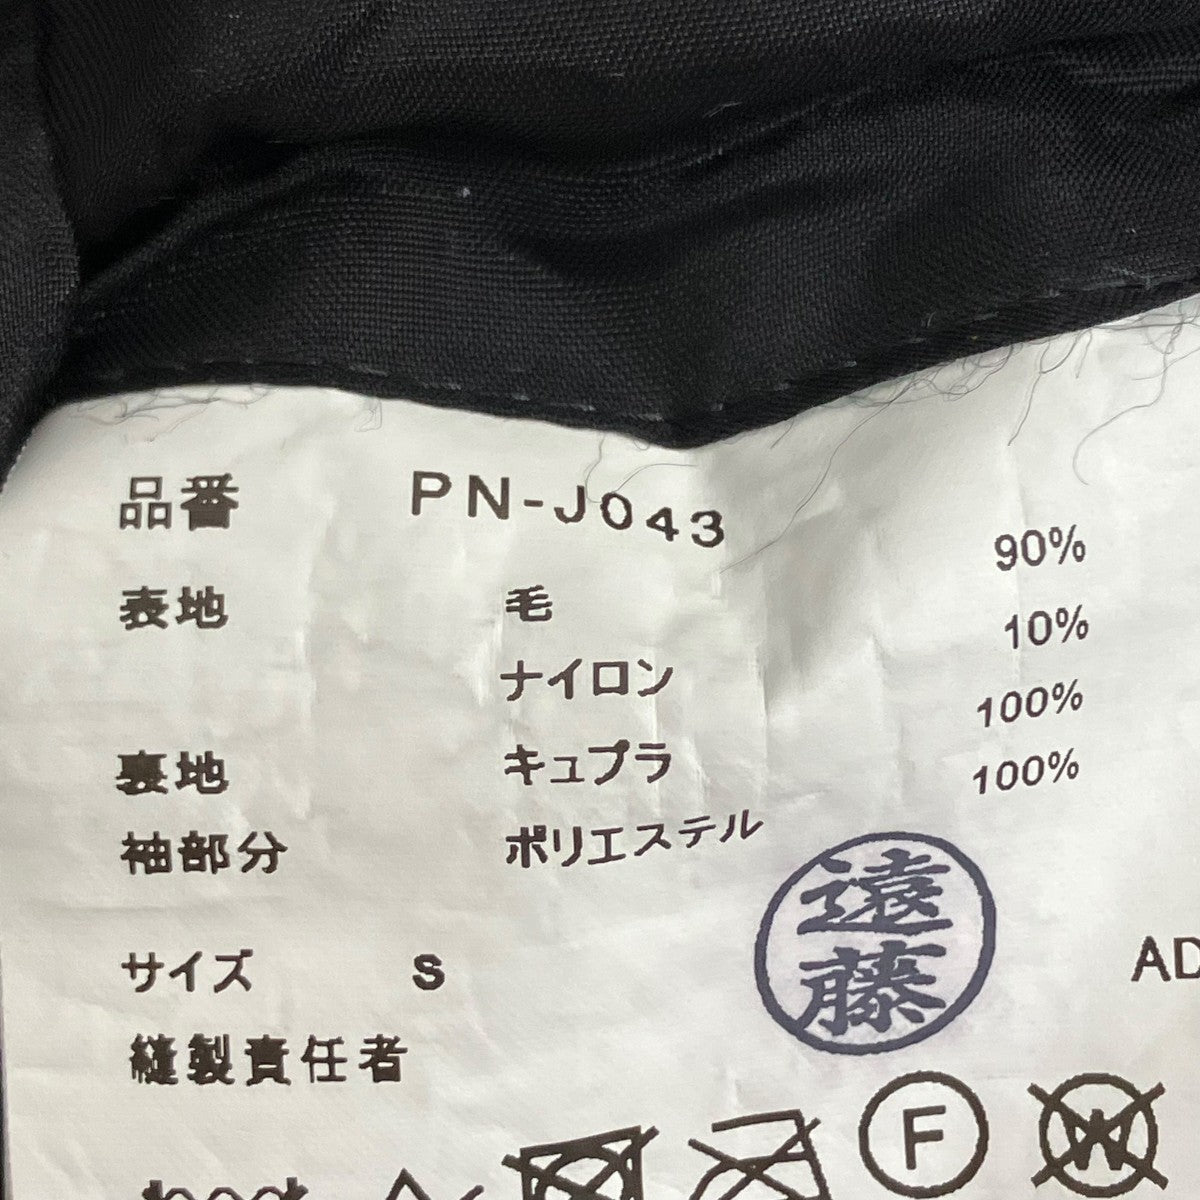 品番 PN-J043
表地 毛 90%
ナイロン 10%
裏地 キュプラ 100%
袖部分 ポリエステル 100%
サイズ S
縫製責任者 遠藤
AD
F
W